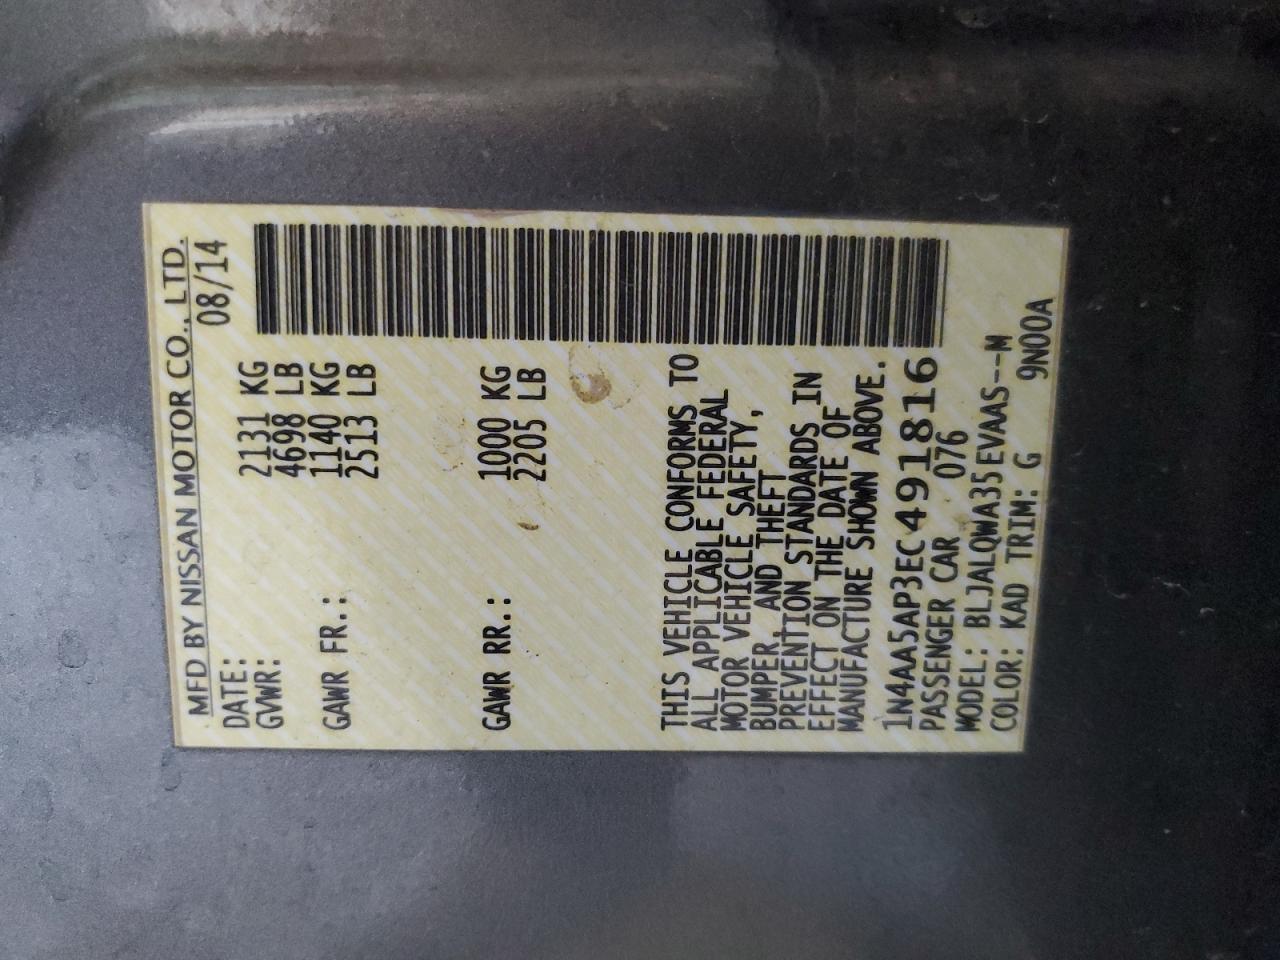 MFD BY NISSAN MOTOR CO., LTD.
DATE: 08/14
GVWR: 2131 KG
4698 LB
GAWR FR.: 1140 KG
2513 LB
GAWR RR.: 1000 KG
2205 LB
THIS VEHICLE CONFORMS TO
ALL APPLICABLE FEDERAL
MOTOR VEHICLE SAFETY,
BUMPER, AND THEFT
PREVENTION STANDARDS IN
EFFECT ON THE DATE OF
MANUFACTURE SHOWN ABOVE.
1N4AA5AP3EC491816
PASSENGER CAR 076
MODEL: BLJALQWA35EVAAS---M
COLOR: KAD TRIM: G 9N00A